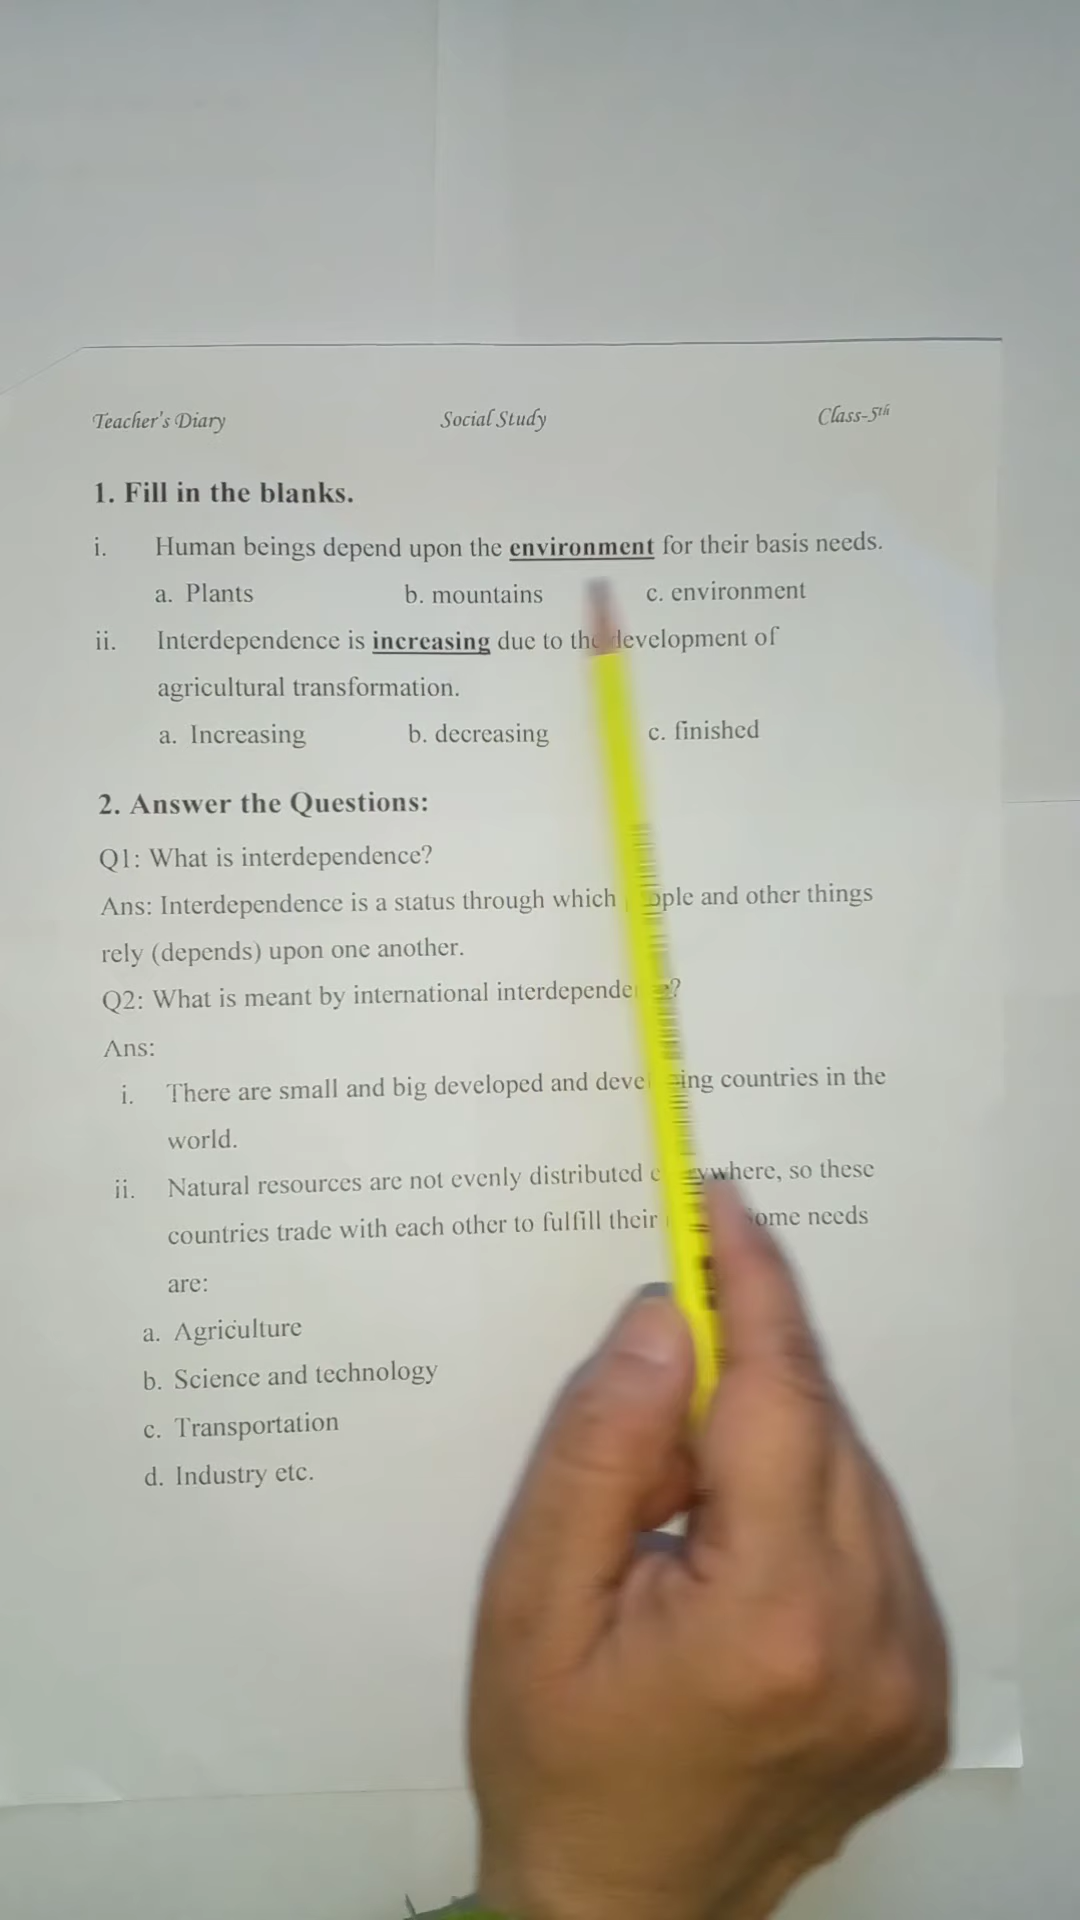 Teacher's Diary Social Study Class-5th
1. Fill in the blanks.
i. Human beings depend upon the environment for their basis needs.
a. Plants b. mountains c. environment
ii. Interdependence is increasing due to the development of
agricultural transformation.
a. Increasing b. decreasing c. finished
2. Answer the Questions:
Q1: What is interdependence?
Ans: Interdependence is a status through which people and other things
rely (depends) upon one another.
Q2: What is meant by international interdependence?
Ans:
i. There are small and big developed and developing countries in the
world.
ii. Natural resources are not evenly distributed everywhere, so these
countries trade with each other to fulfill their some needs
are:
a. Agriculture
b. Science and technology
c. Transportation
d. Industry etc.